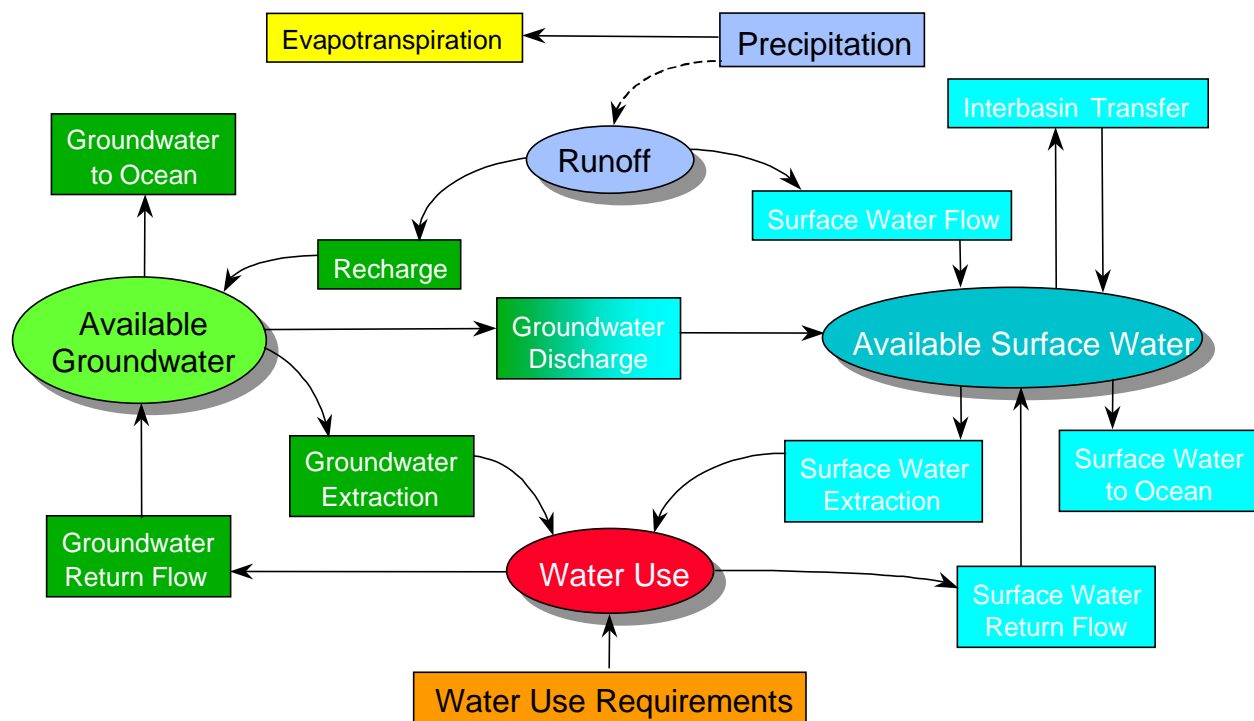 Evapotranspiration
Precipitation
Interbasin Transfer
Groundwater
to Ocean
Runoff
Surface Water Flow
Recharge
Available
Groundwater
Groundwater
Discharge
Available Surface Water
Groundwater
Extraction
Surface Water
Extraction
Surface Water
to Ocean
Groundwater
Return Flow
Water Use
Surface Water
Return Flow
Water Use Requirements